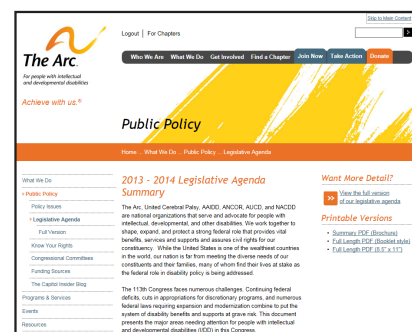 Skip to Main Content
Logout | For Chapters
The Arc.
For people with intellectual
and developmental disabilities
Who We Are What We Do Get Involved Find a Chapter Join Now Take Action Donate
Achieve with us.®
Public Policy
Home ... What We Do ... Public Policy ... Legislative Agenda
What We Do
Public Policy
Policy Issues
Legislative Agenda
Full Version
Know Your Rights
Congressional Committees
Funding Sources
The Capitol Insider Blog
Programs & Services
Events
Resources
2013 - 2014 Legislative Agenda
Summary
The Arc, United Cerebral Palsy, AAIDD, ANCOR, AUCD, and NACDD
are national organizations that serve and advocate for people with
intellectual, developmental, and other disabilities. We work together to
shape, expand, and protect a strong federal role that provides vital
benefits, services and supports and assures civil rights for our
constituency. While the United States is one of the wealthiest countries
in the world, our nation is far from meeting the diverse needs of our
constituents and their families, many of whom find their lives at stake as
the federal role in disability policy is being addressed.
The 113th Congress faces numerous challenges. Continuing federal
deficits, cuts in appropriations for discretionary programs, and numerous
federal laws requiring expansion and modernization combine to put the
system of disability benefits and supports at grave risk. This document
presents the major areas needing attention for people with intellectual
and developmental disabilities (I/DD) in this Congress.
Want More Detail?
View the full version
of our legislative agenda
Printable Versions
• Summary PDF (Brochure)
• Full Length PDF (Booklet style)
• Full Length PDF (8.5" x 11")